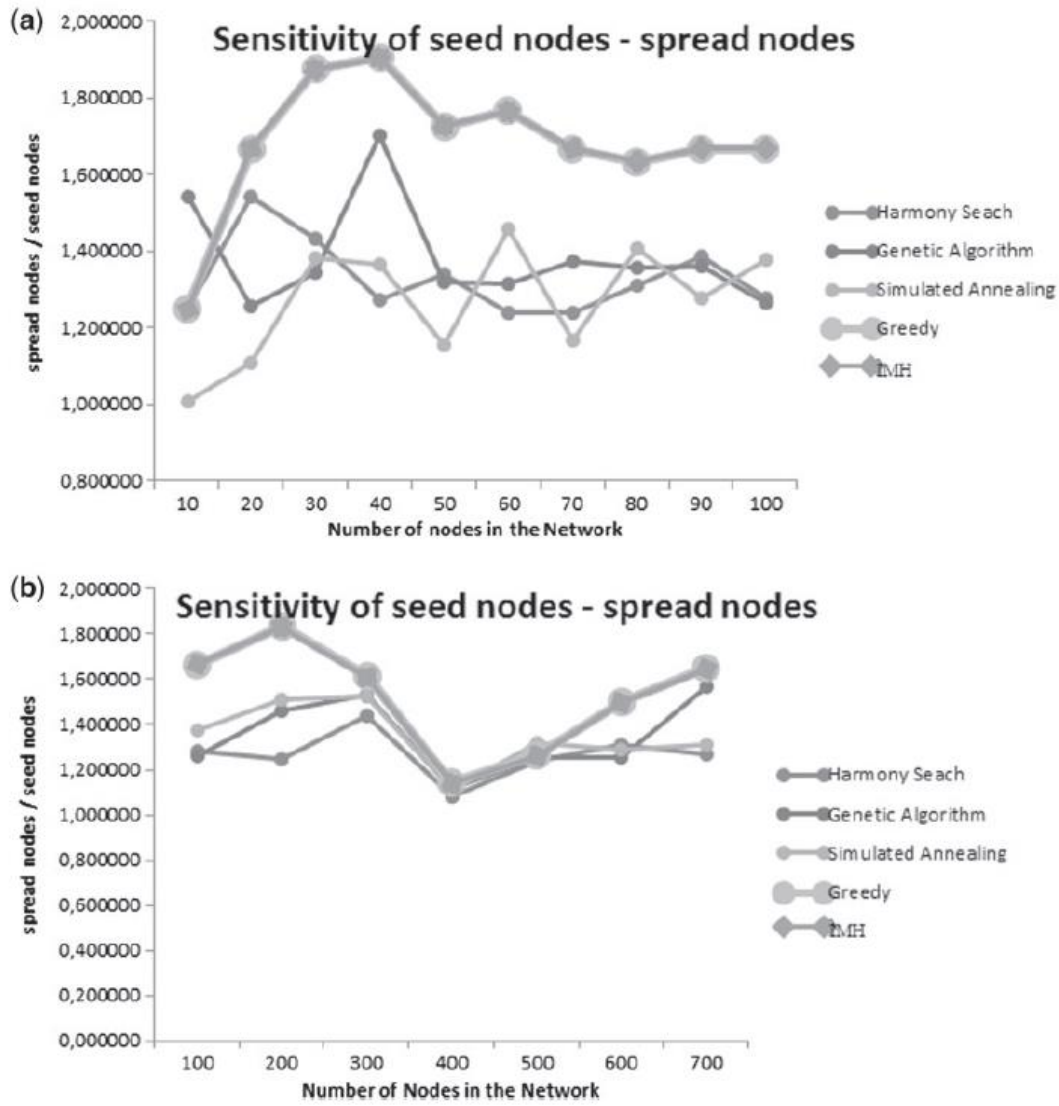 (a)
Sensitivity of seed nodes - spread nodes
2,000000
1,800000
1,600000
1,400000
1,200000
1,000000
0,800000
spread nodes / seed nodes
10 20 30 40 50 60 70 80 90 100
Number of nodes in the Network
Harmony Seach
Genetic Algorithm
Simulated Annealing
Greedy
IMH
(b)
Sensitivity of seed nodes - spread nodes
2,000000
1,800000
1,600000
1,400000
1,200000
1,000000
0,800000
0,600000
0,400000
0,200000
0,000000
spread nodes / seed nodes
100 200 300 400 500 600 700
Number of Nodes in the Network
Harmony Seach
Genetic Algorithm
Simulated Annealing
Greedy
IMH